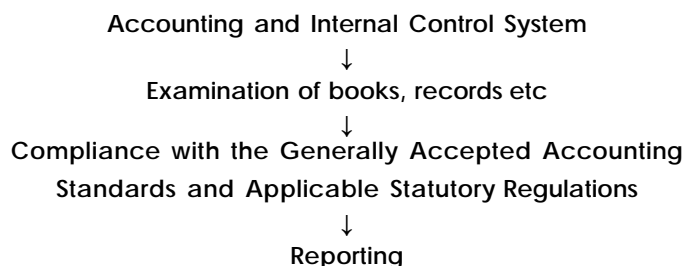 Accounting and Internal Control System
↓
Examination of books, records etc
↓
Compliance with the Generally Accepted Accounting
Standards and Applicable Statutory Regulations
↓
Reporting